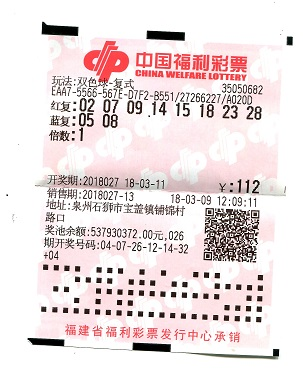 中国福利彩票
CHINA WELFARE LOTTERY
玩法:双色球-复式 35050682
EAA7-5566-567E-D7F2-B551/27266227/A020D
红复:02 07 09 14 15 18 23 28
蓝复:05 08
倍数:1
开奖期:2018027 18-03-11 ¥:112
销售期:2018027-13 18-03-09 12:09:11
地址:泉州石狮市宝盖镇铺锦村
路口
奖池余额:537930372.00元,026
期开奖号码:04-07-26-12-14-32
+04
福建省福利彩票发行中心承销